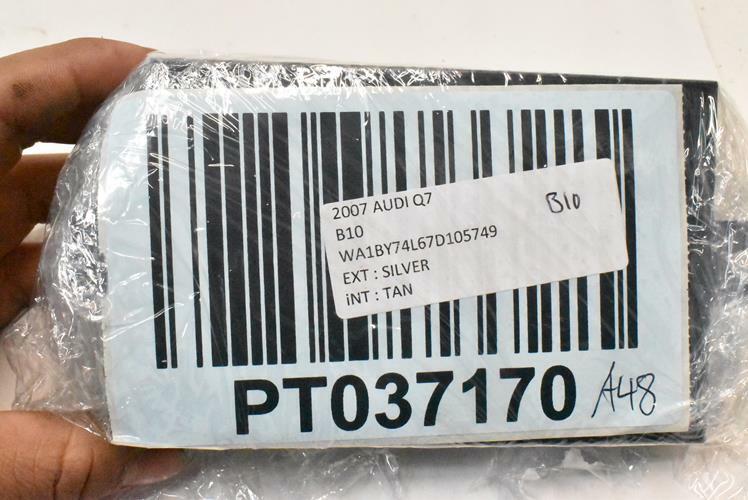 2007 AUDI Q7
B10
B10
WA1BY74L67D105749
EXT : SILVER
iNT : TAN
PT037170
A48